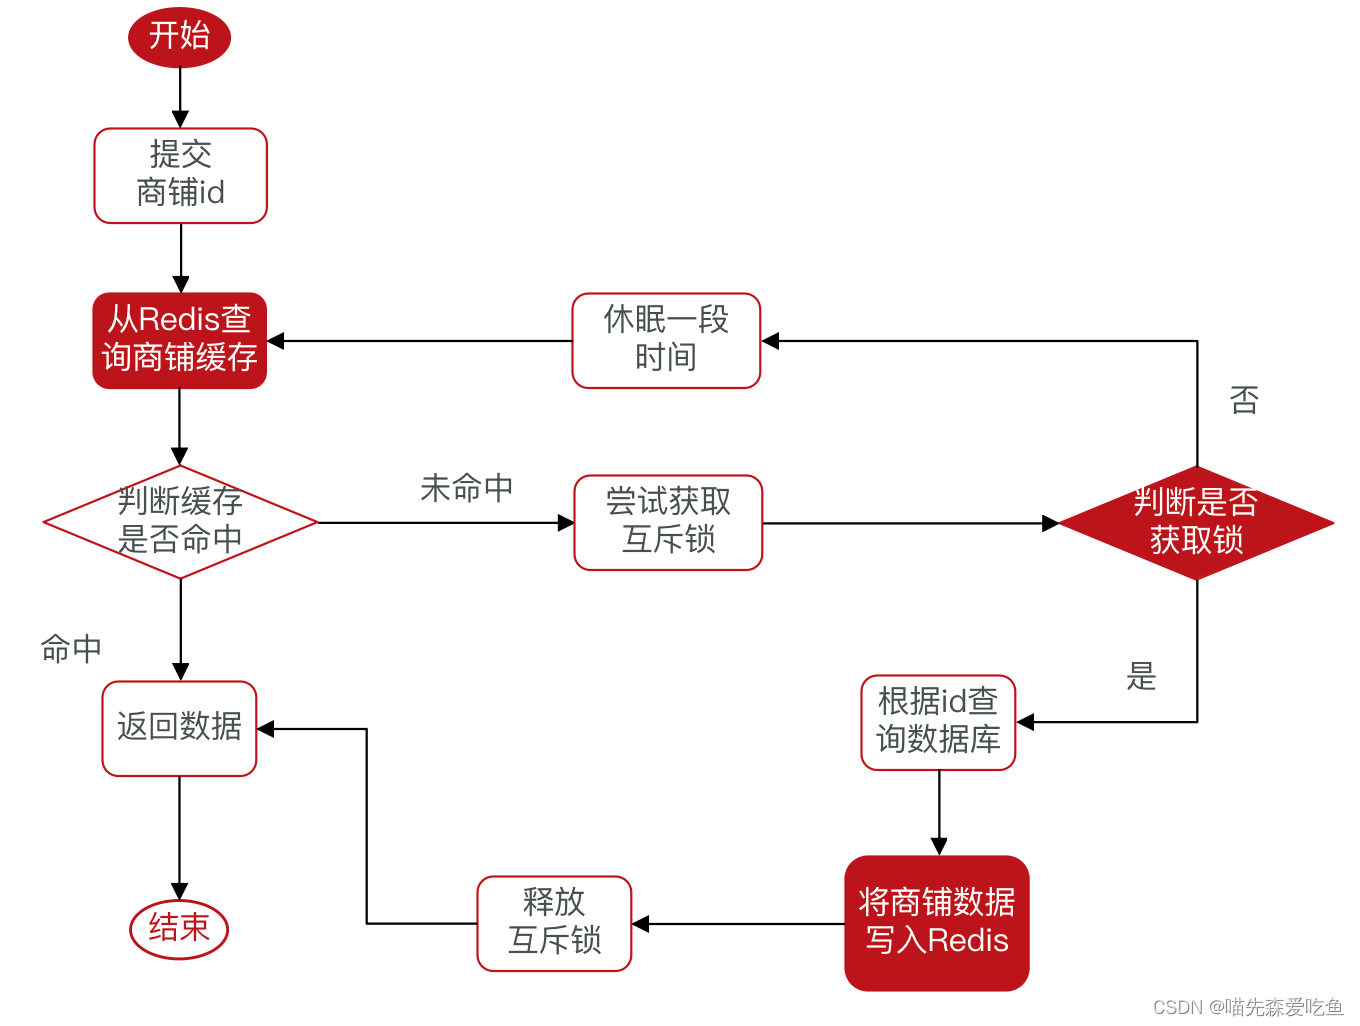 开始
提交
商铺id
从Redis查
询商铺缓存
休眠一段
时间
否
判断缓存
是否命中
未命中
尝试获取
互斥锁
判断是否
获取锁
命中
是
返回数据
根据id查
询数据库
结束
释放
互斥锁
将商铺数据
写入Redis
CSDN @喵先森爱吃鱼